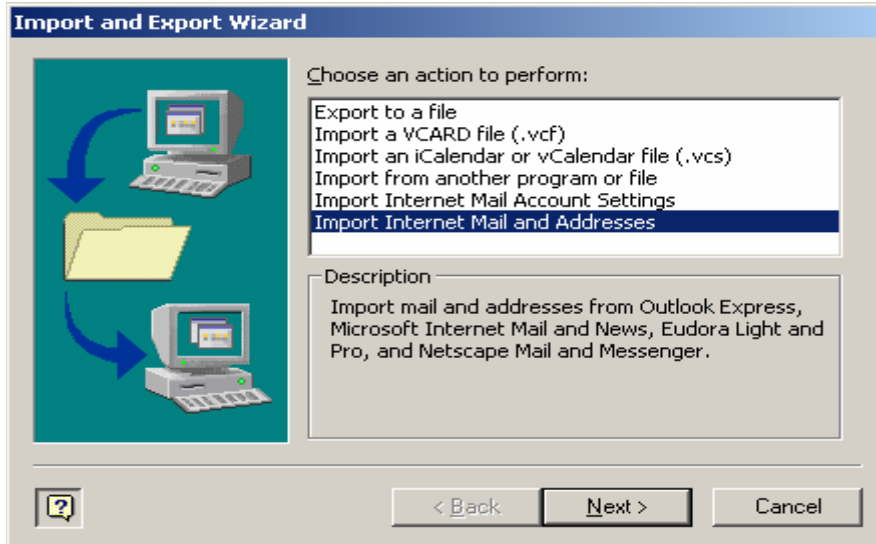 Import and Export Wizard
Choose an action to perform:
Export to a file
Import a VCARD file (.vcf)
Import an iCalendar or vCalendar file (.vcs)
Import from another program or file
Import Internet Mail Account Settings
Import Internet Mail and Addresses
Description
Import mail and addresses from Outlook Express,
Microsoft Internet Mail and News, Eudora Light and
Pro, and Netscape Mail and Messenger.
?
< Back
Next >
Cancel